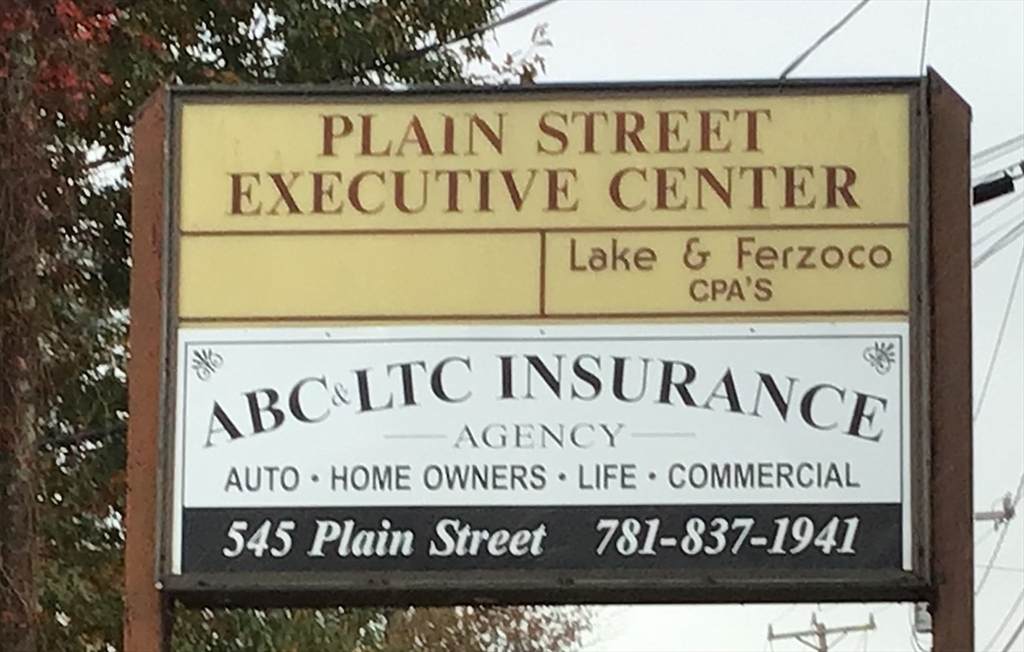 PLAIN STREET
EXECUTIVE CENTER
Lake & Ferzoco
CPA'S
ABC & LTC INSURANCE
AGENCY
AUTO • HOME OWNERS • LIFE • COMMERCIAL
545 Plain Street 781-837-1941